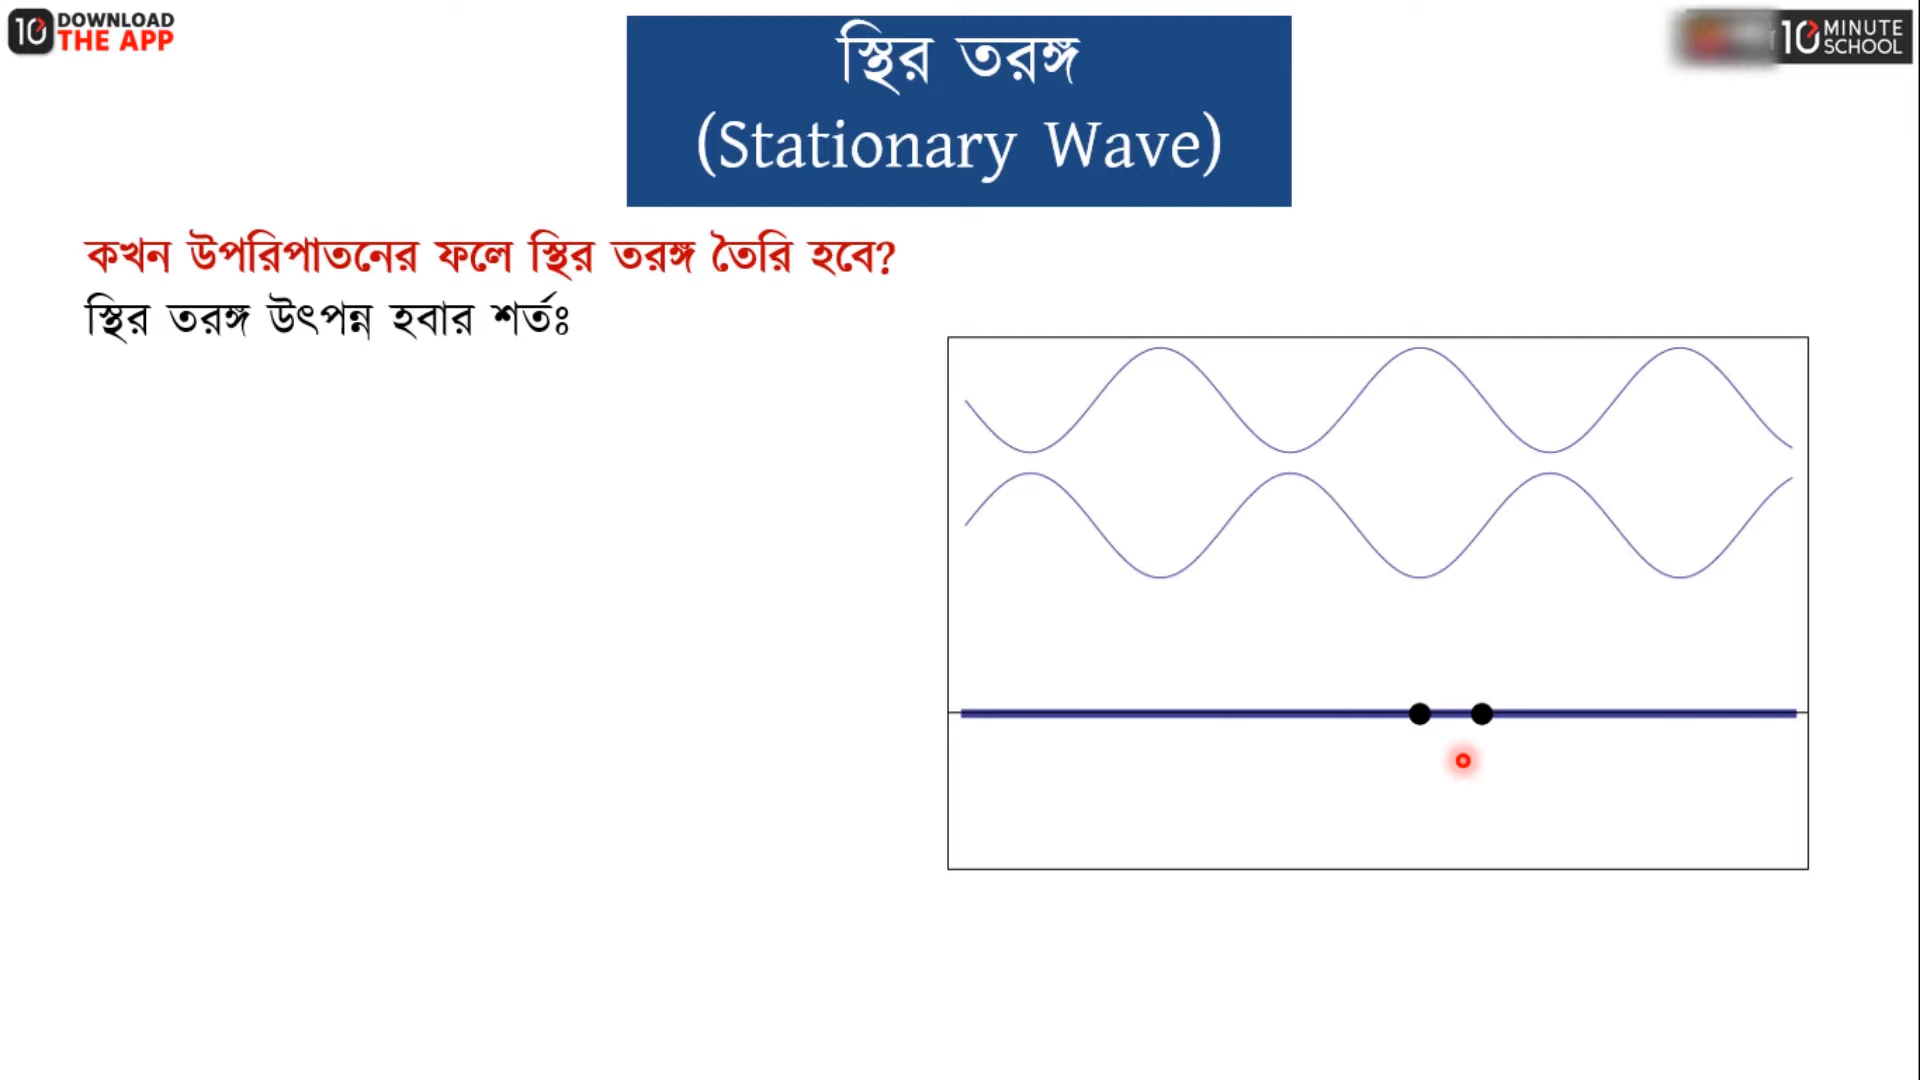 10 DOWNLOAD
THE APP
10 MINUTE
SCHOOL
স্থির তরঙ্গ
(Stationary Wave)
কখন উপরিপাতনের ফলে স্থির তরঙ্গ তৈরি হবে?
স্থির তরঙ্গ উৎপন্ন হবার শর্তঃ